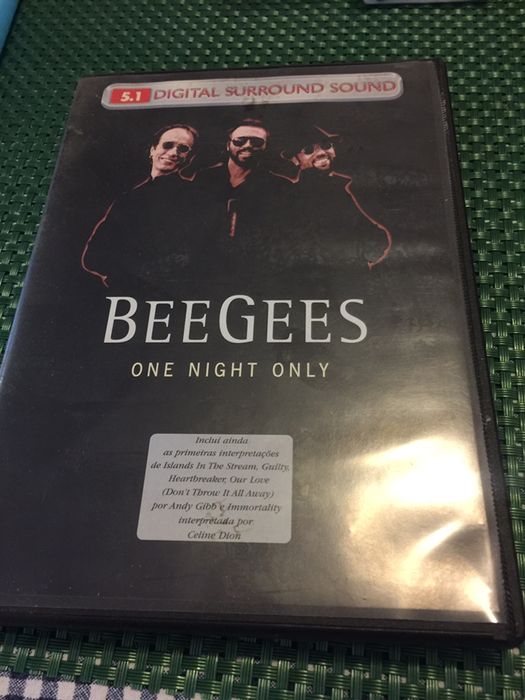 5.1 DIGITAL SURROUND SOUND
BEEGEES
ONE NIGHT ONLY
Inclui ainda
as primeiras interpretações
de Islands In The Stream, Guilty,
Heartbreaker, Our Love
(Don't Throw It All Away)
por Andy Gibb e Immortality
interpretada por
Celine Dion